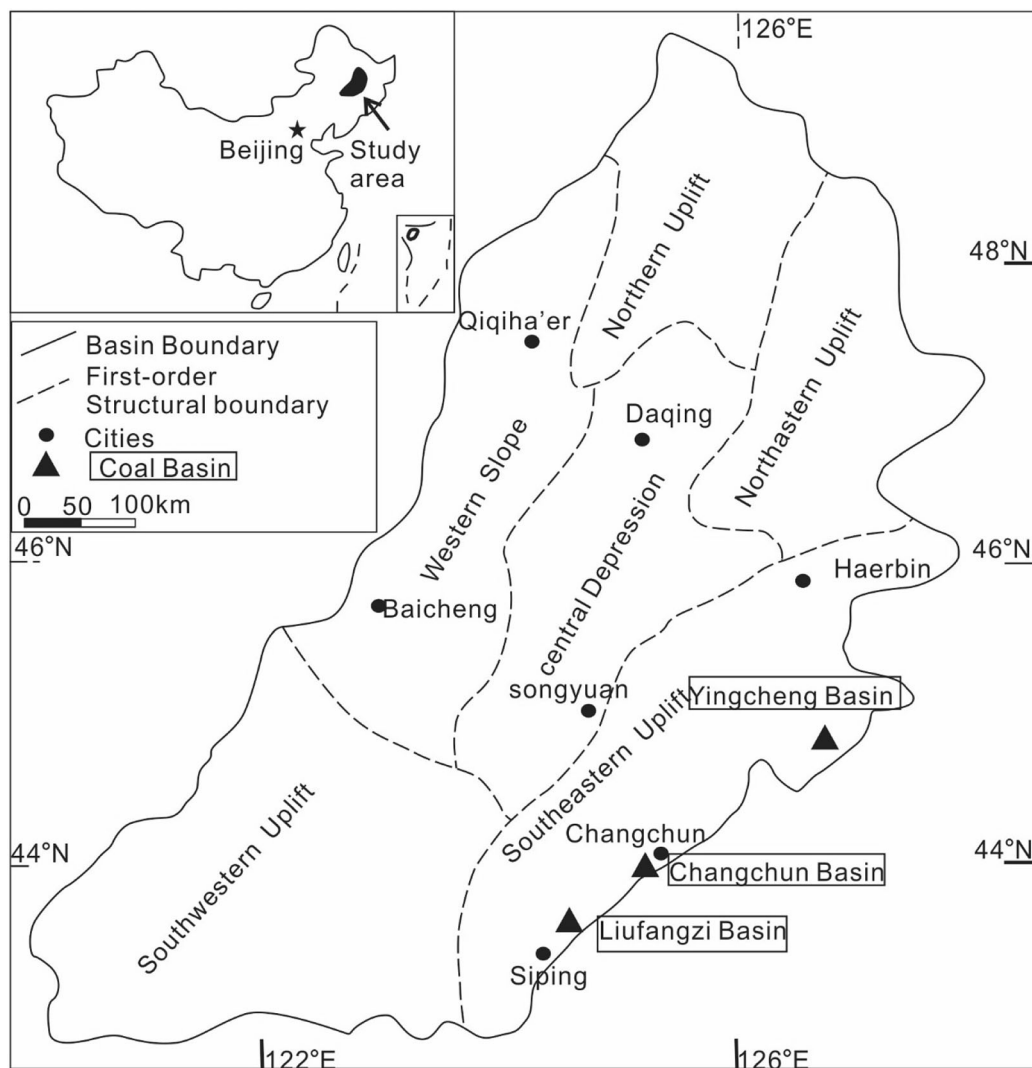 126°E
Beijing
Study
area
48°N
Northern Uplift
Qiqiha'er
Northastern Uplift
Basin Boundary
First-order
Structural boundary
Cities
Coal Basin
0 50 100km
Daqing
Western Slope
46°N
46°N
Haerbin
Baicheng
central Depression
songyuan
Yingcheng Basin
Southeastern Uplift
Southwestern Uplift
Changchun
44°N
44°N
Changchun Basin
Liufangzi Basin
Siping
122°E
126°E